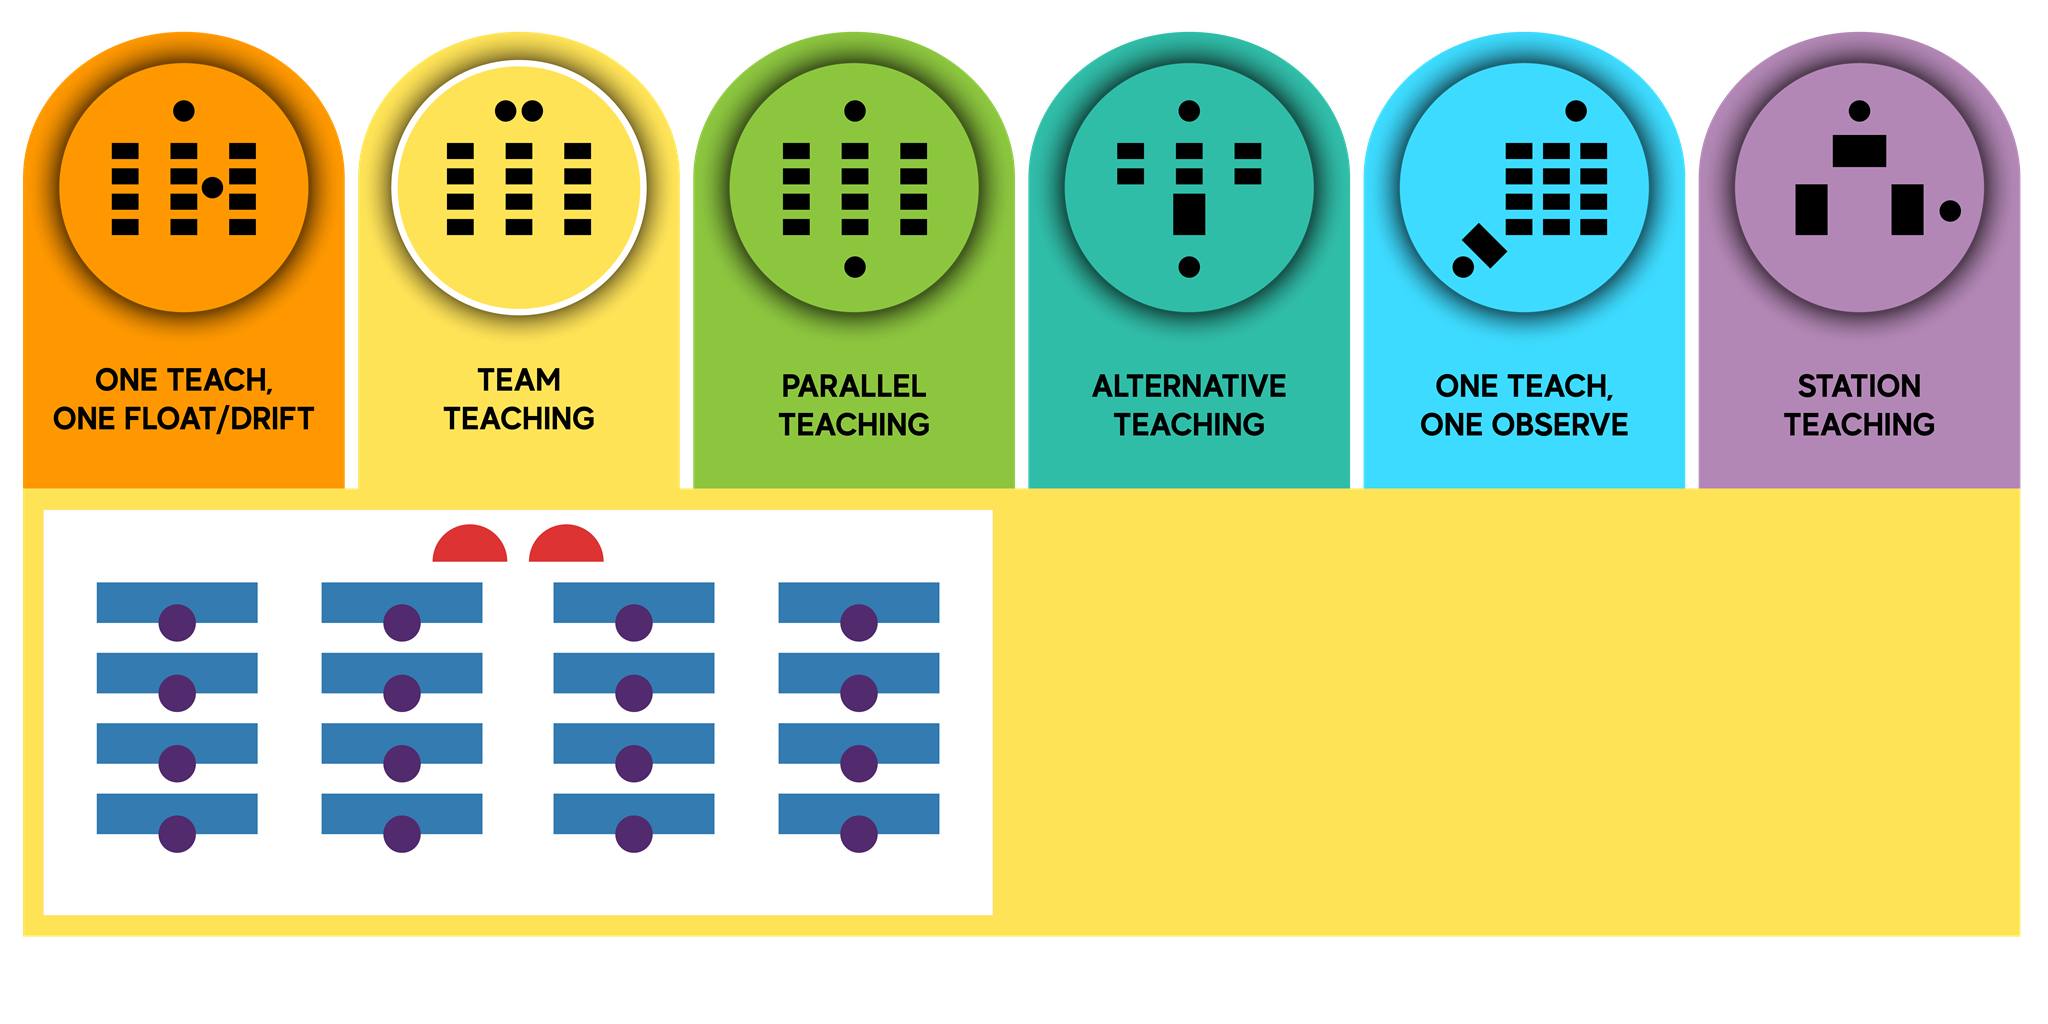 ONE TEACH,
ONE FLOAT/DRIFT
TEAM
TEACHING
PARALLEL
TEACHING
ALTERNATIVE
TEACHING
ONE TEACH,
ONE OBSERVE
STATION
TEACHING